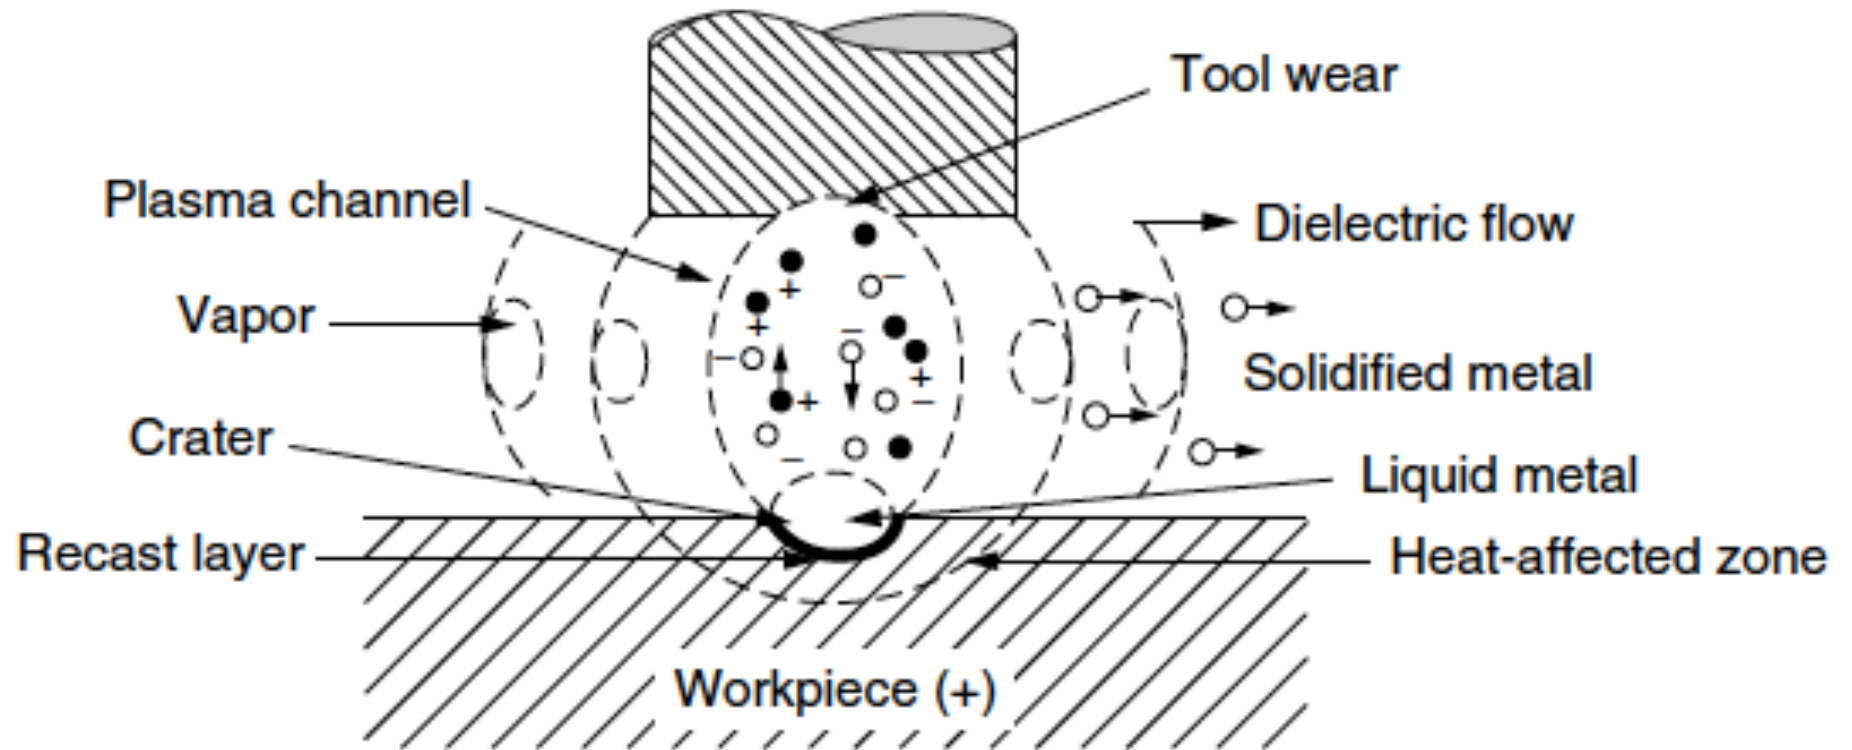 Tool wear
Plasma channel
Dielectric flow
Vapor
Solidified metal
Crater
Liquid metal
Recast layer
Heat-affected zone
Workpiece (+)